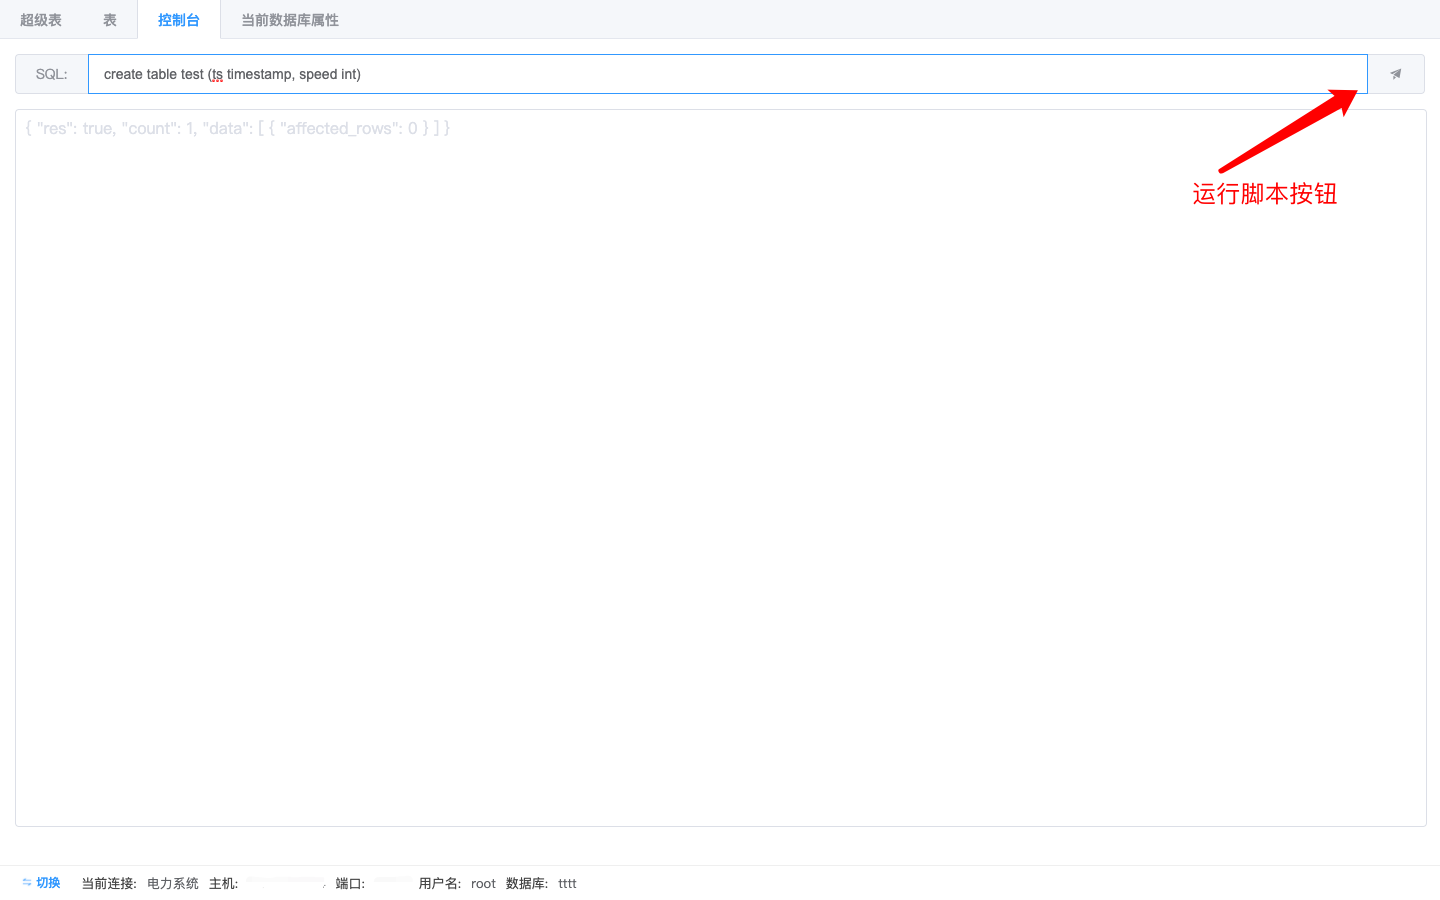 超级表 表 控制台 当前数据库属性
SQL: create table test (ts timestamp, speed int)
{ "res": true, "count": 1, "data": [ { "affected_rows": 0 } ] }
运行脚本按钮
切换 当前连接: 电力系统 主机: 端口: 用户名: root 数据库: tttt